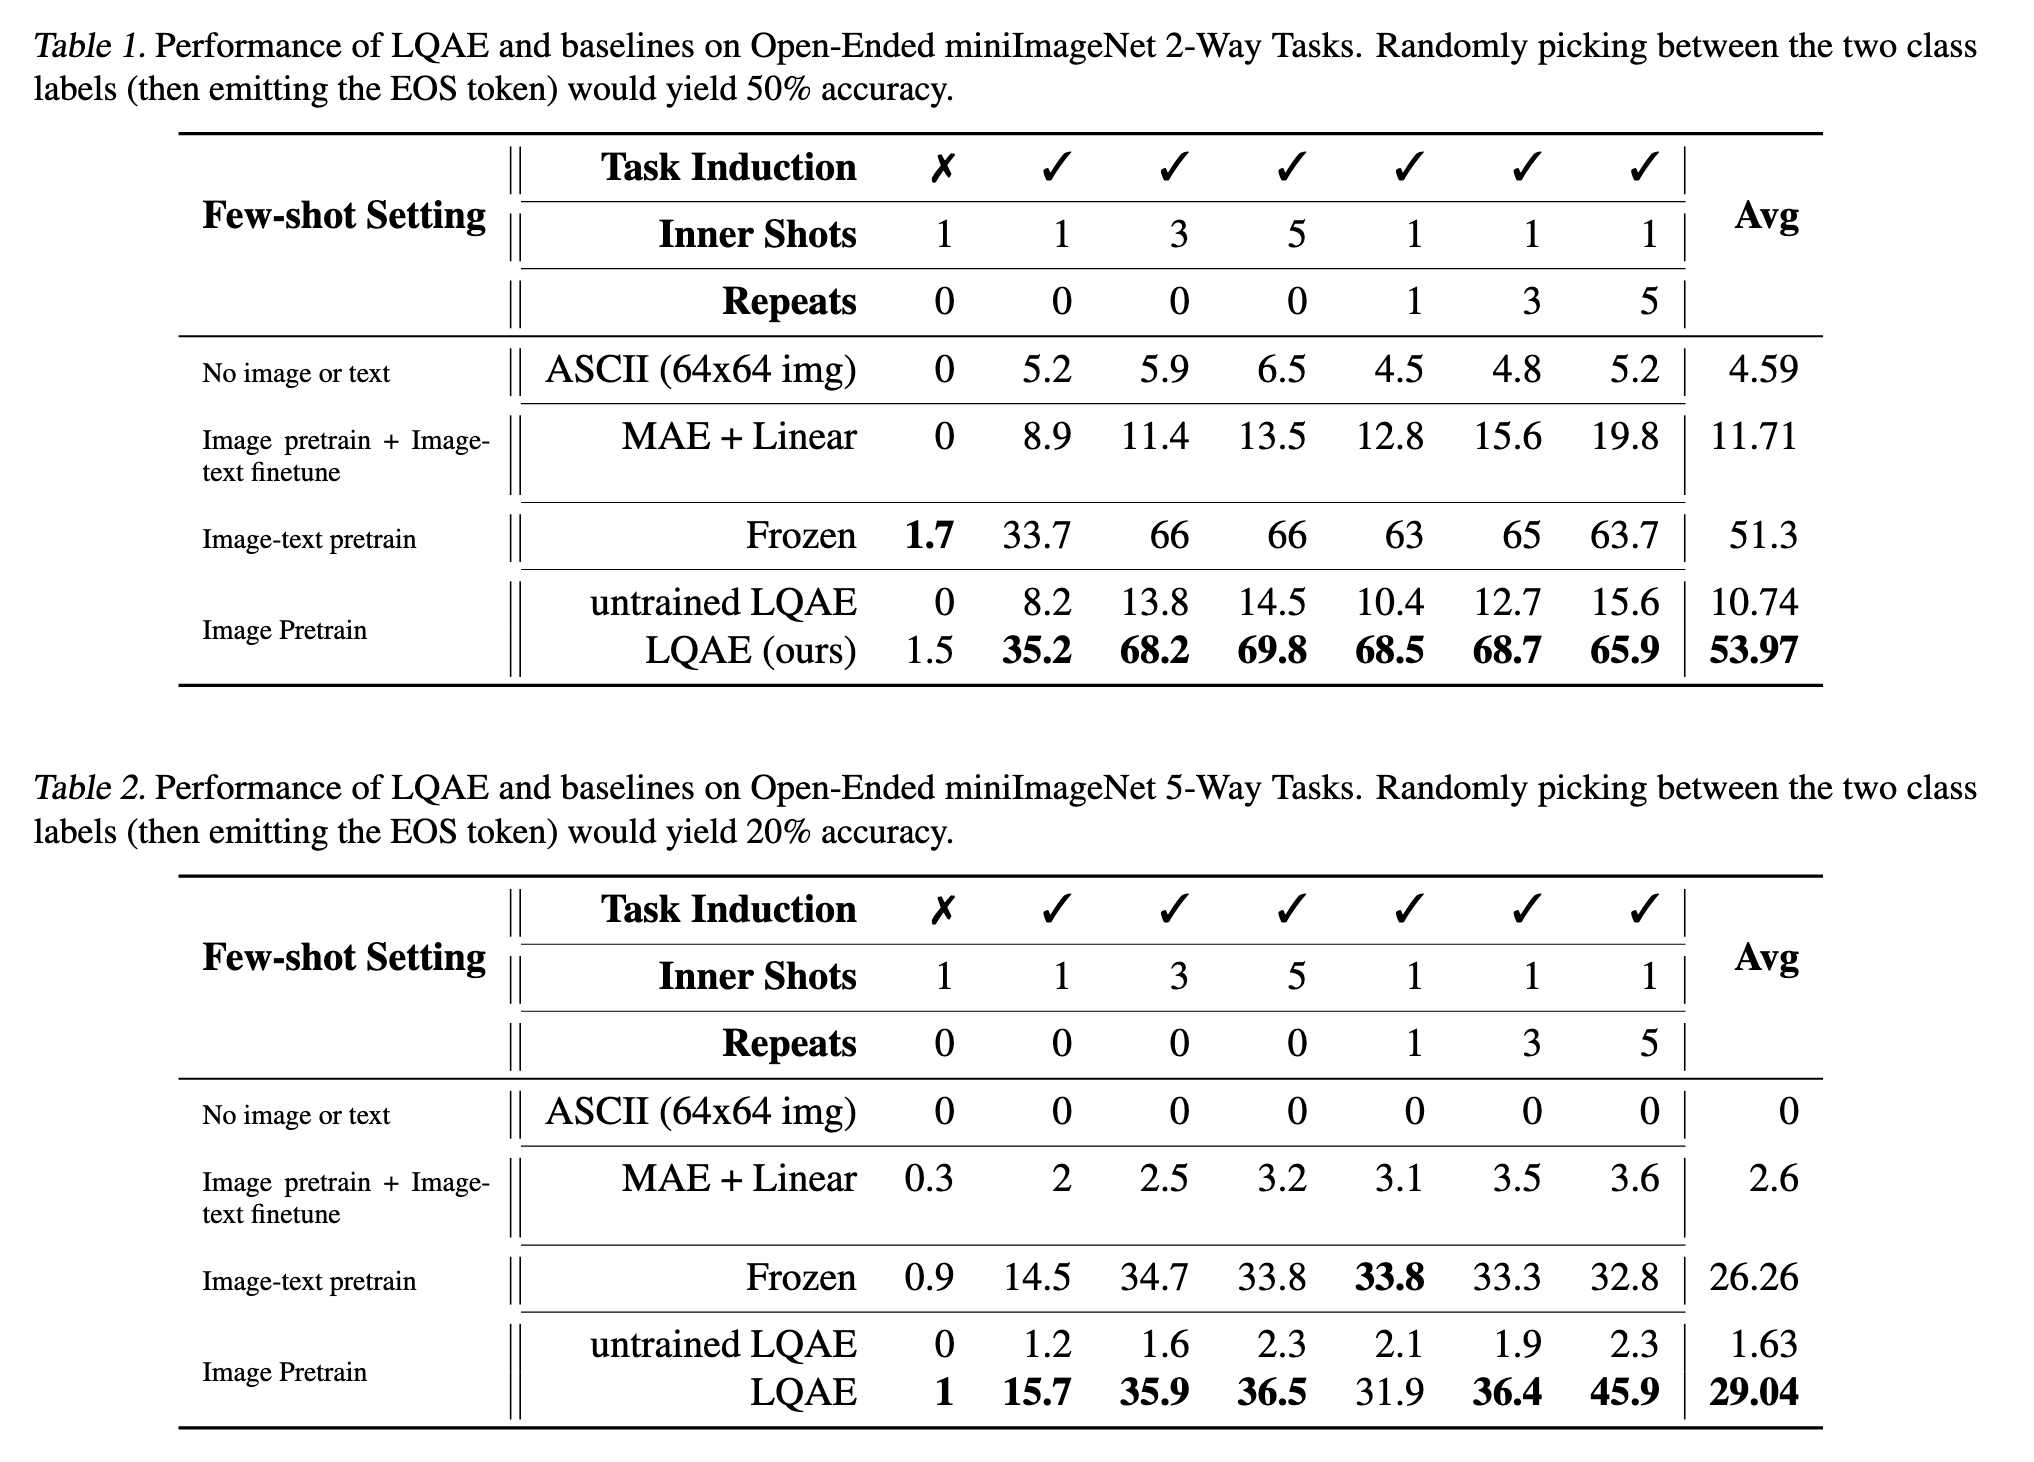 Table 1. Performance of LQAE and baselines on Open-Ended miniImageNet 2-Way Tasks. Randomly picking between the two class
labels (then emitting the EOS token) would yield 50% accuracy.
Few-shot Setting Task Induction ✗ ✓ ✓ ✓ ✓ ✓ ✓ Avg
Inner Shots 1 1 3 5 1 1 1
Repeats 0 0 0 0 1 3 5
No image or text ASCII (64x64 img) 0 5.2 5.9 6.5 4.5 4.8 5.2 4.59
Image pretrain + Image- MAE + Linear 0 8.9 11.4 13.5 12.8 15.6 19.8 11.71
text finetune
Image-text pretrain Frozen 1.7 33.7 66 66 63 65 63.7 51.3
Image Pretrain untrained LQAE 0 8.2 13.8 14.5 10.4 12.7 15.6 10.74
LQAE (ours) 1.5 35.2 68.2 69.8 68.5 68.7 65.9 53.97
Table 2. Performance of LQAE and baselines on Open-Ended miniImageNet 5-Way Tasks. Randomly picking between the two class
labels (then emitting the EOS token) would yield 20% accuracy.
Few-shot Setting Task Induction ✗ ✓ ✓ ✓ ✓ ✓ ✓ Avg
Inner Shots 1 1 3 5 1 1 1
Repeats 0 0 0 0 1 3 5
No image or text ASCII (64x64 img) 0 0 0 0 0 0 0 0
Image pretrain + Image- MAE + Linear 0.3 2 2.5 3.2 3.1 3.5 3.6 2.6
text finetune
Image-text pretrain Frozen 0.9 14.5 34.7 33.8 33.8 33.3 32.8 26.26
Image Pretrain untrained LQAE 0 1.2 1.6 2.3 2.1 1.9 2.3 1.63
LQAE 1 15.7 35.9 36.5 31.9 36.4 45.9 29.04